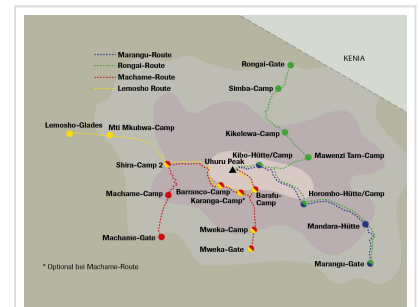 Marangu-Route
Rongai-Route
Machame-Route
Lemosho Route
KENIA
Rongai-Gate
Simba-Camp
Lemosho-Glades
Mti Mkubwa-Camp
Kikelewa-Camp
Uhuru Peak
Kibo-Hütte/Camp
Mawenzi Tarn-Camp
Shira-Camp 2
Barranco-Camp
Karanga-Camp*
Barafu-
Camp
Horombo-Hütte/Camp
Machame-Camp
Mweka-Camp
Mandara-Hütte
Machame-Gate
Mweka-Gate
Marangu-Gate
* Optional bei Machame-Route